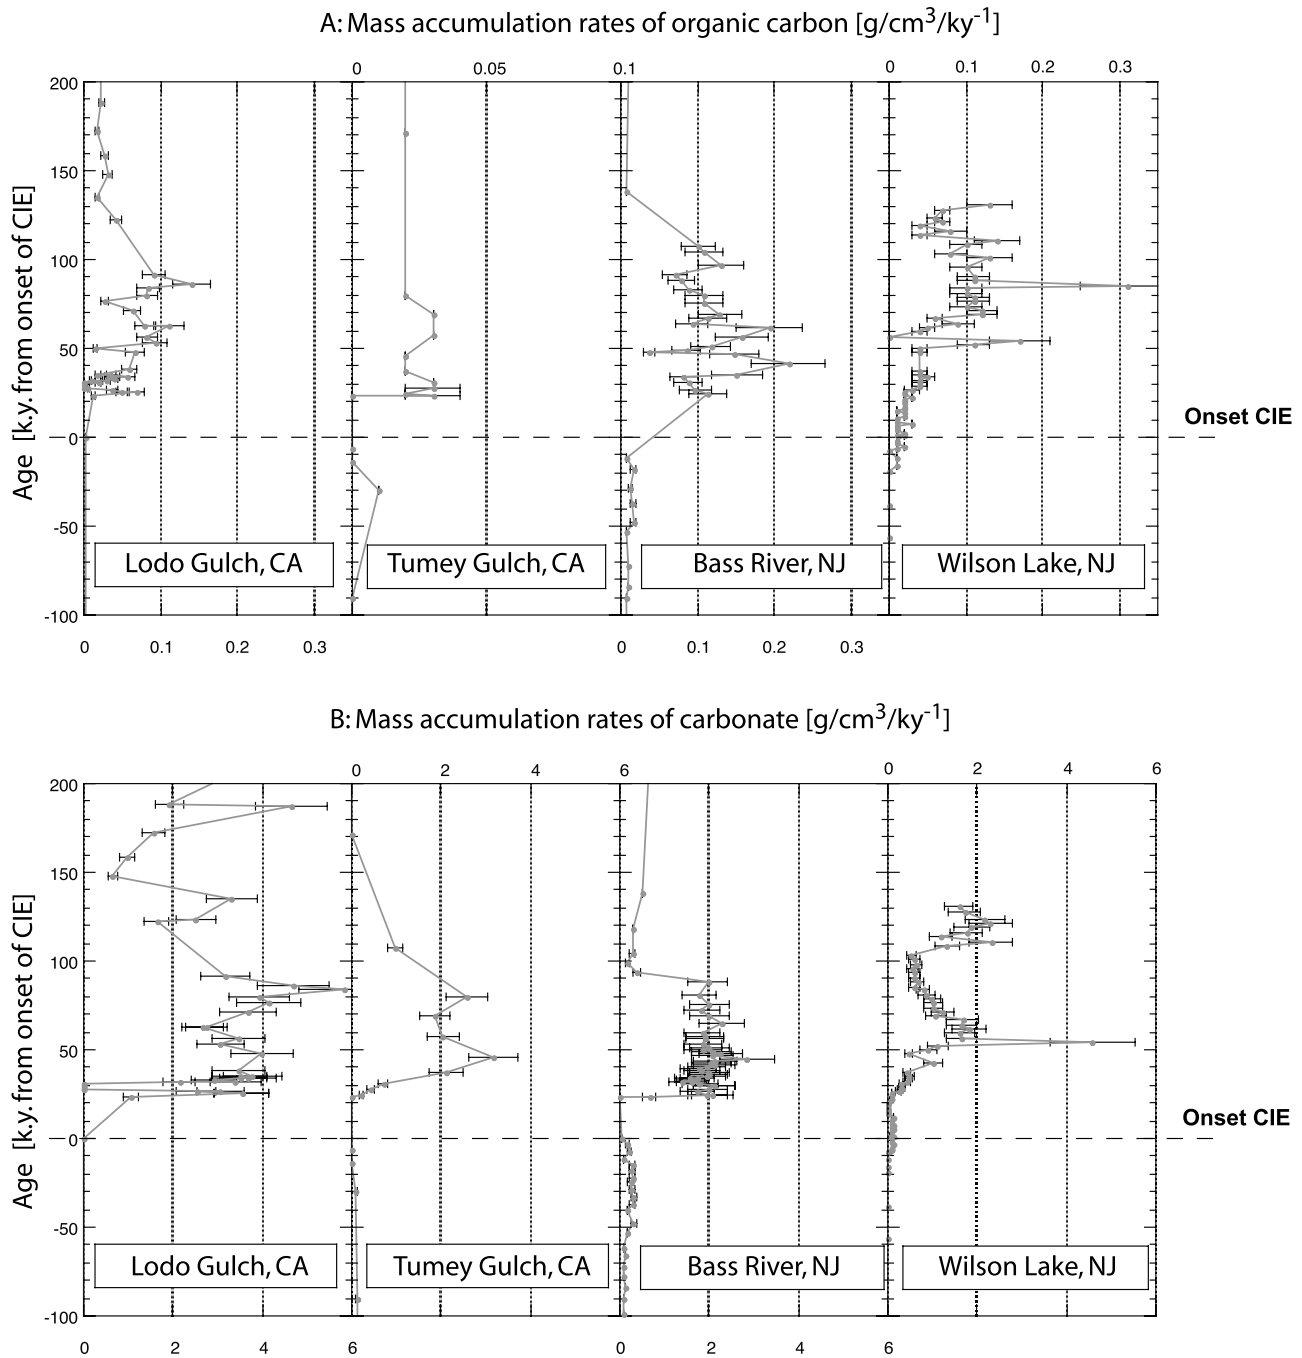 A: Mass accumulation rates of organic carbon [g/cm3/ky-1]
0 0.05 0.1 0 0.1 0.2 0.3
200
150
100
50
0
-50
-100
Age [k.y. from onset of CIE]
Onset CIE
Lodo Gulch, CA Tumey Gulch, CA Bass River, NJ Wilson Lake, NJ
0 0.1 0.2 0.3 0 0.1 0.2 0.3
B: Mass accumulation rates of carbonate [g/cm3/ky-1]
0 2 4 6 0 2 4 6
200
150
100
50
0
-50
-100
Age [k.y. from onset of CIE]
Onset CIE
Lodo Gulch, CA Tumey Gulch, CA Bass River, NJ Wilson Lake, NJ
0 2 4 6 0 2 4 6